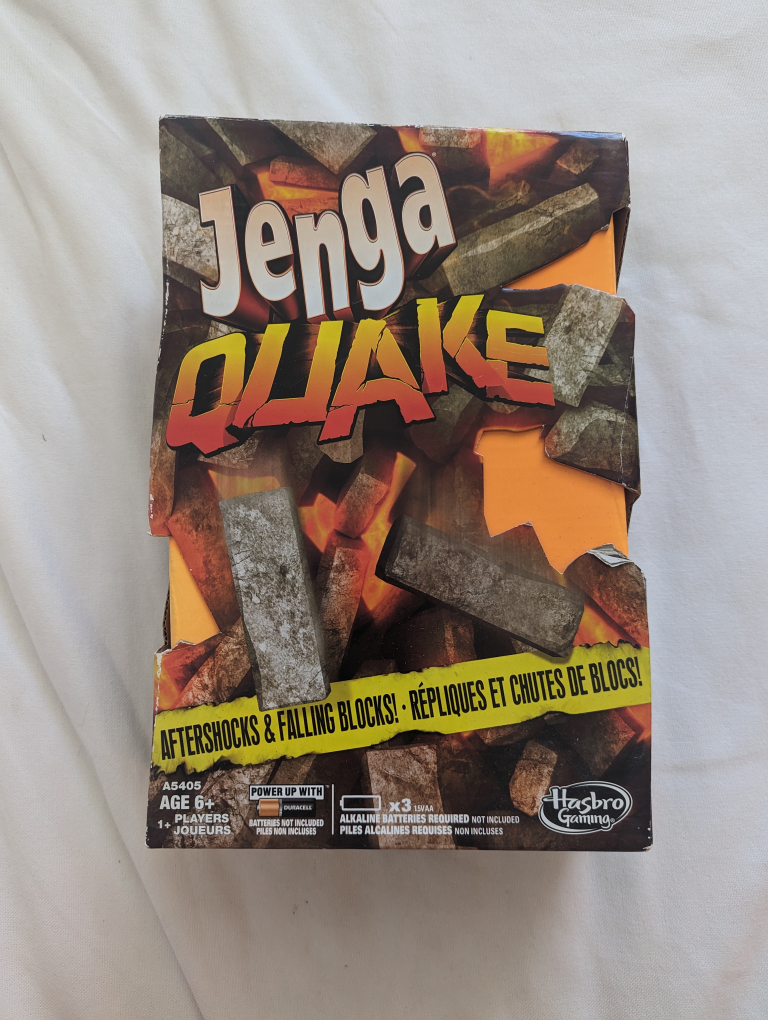 Jenga®
QUAKE
AFTERSHOCKS & FALLING BLOCKS! · RÉPLIQUES ET CHUTES DE BLOCS!
A5405
AGE 6+
1+ PLAYERS
JOUEURS
POWER UP WITH
DURACELL
BATTERIES NOT INCLUDED
PILES NON INCLUSES
x3 1.5V AA
ALKALINE BATTERIES REQUIRED NOT INCLUDED
PILES ALCALINES REQUISES NON INCLUSES
Hasbro
Gaming®